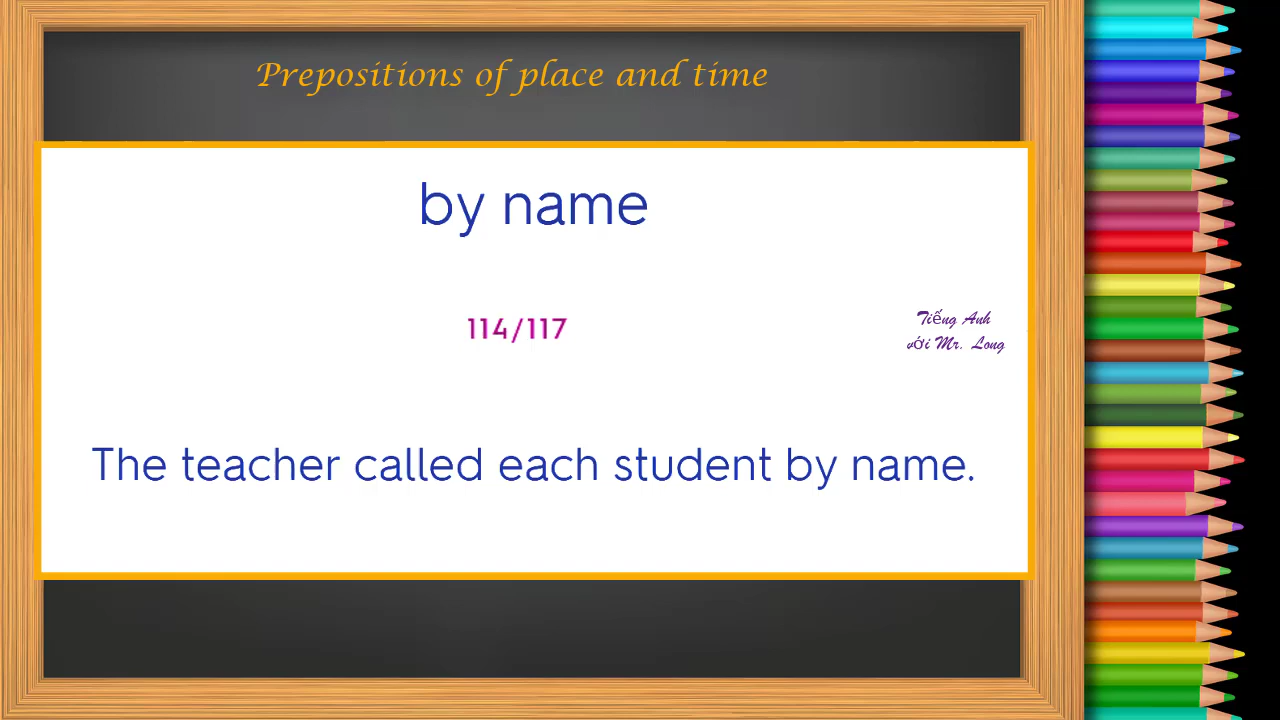 Prepositions of place and time
by name
114/117
Tiếng Anh
với Mr. Long
The teacher called each student by name.